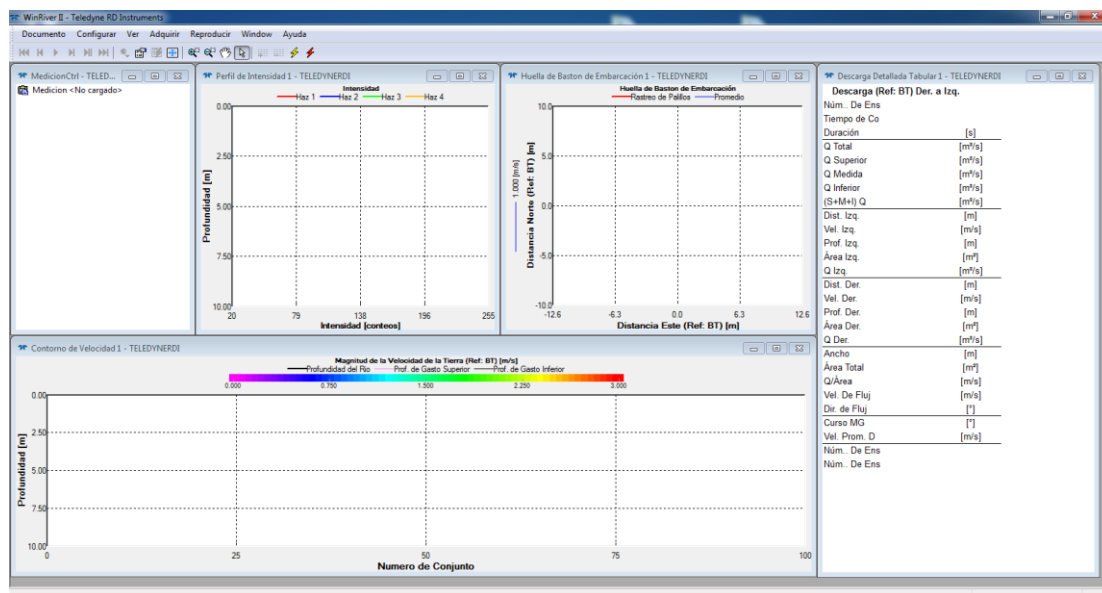 WinRiver II - Teledyne RD Instruments
Documento Configurar Ver Adquirir Reproducir Window Ayuda
MedicionCtrl - TELED...
Medicion <No cargado>
Perfil de Intensidad 1 - TELEDYNERDI
Intensidad
Haz 1 Haz 2 Haz 3 Haz 4
0.00
2.50
5.00
7.50
10.00
Profundidad [m]
20 79 138 196 255
Intensidad [conteos]
Huella de Baston de Embarcación 1 - TELEDYNERDI
Huella de Baston de Embarcación
Rastreo de Palillos Promedio
10.0
5.0
0.0
-5.0
-10.0
1.000 [m/s]
Distancia Norte (Ref: BT) [m]
-12.6 -6.3 0.0 6.3 12.6
Distancia Este (Ref: BT) [m]
Descarga Detallada Tabular 1 - TELEDYNERDI
Descarga (Ref: BT) Der. a Izq.
Núm.. De Ens
Tiempo de Co
Duración [s]
Q Total [m³/s]
Q Superior [m³/s]
Q Medida [m³/s]
Q Inferior [m³/s]
(S+M+I) Q [m³/s]
Dist. Izq. [m]
Vel. Izq. [m/s]
Prof. Izq. [m]
Área Izq. [m²]
Q Izq. [m³/s]
Dist. Der. [m]
Vel. Der. [m/s]
Prof. Der. [m]
Área Der. [m²]
Q Der. [m³/s]
Ancho [m]
Área Total [m²]
Q/Área [m/s]
Vel. De Fluj [m/s]
Dir. de Fluj [°]
Curso MG [°]
Vel. Prom. D [m/s]
Núm.. De Ens
Núm.. De Ens
Contorno de Velocidad 1 - TELEDYNERDI
Magnitud de la Velocidad de la Tierra (Ref: BT) [m/s]
Profundidad del Rio Prof. de Gasto Superior Prof. de Gasto Inferior
0.000 0.750 1.500 2.250 3.000
0.00
2.50
5.00
7.50
10.00
Profundidad [m]
0 25 50 75 100
Numero de Conjunto